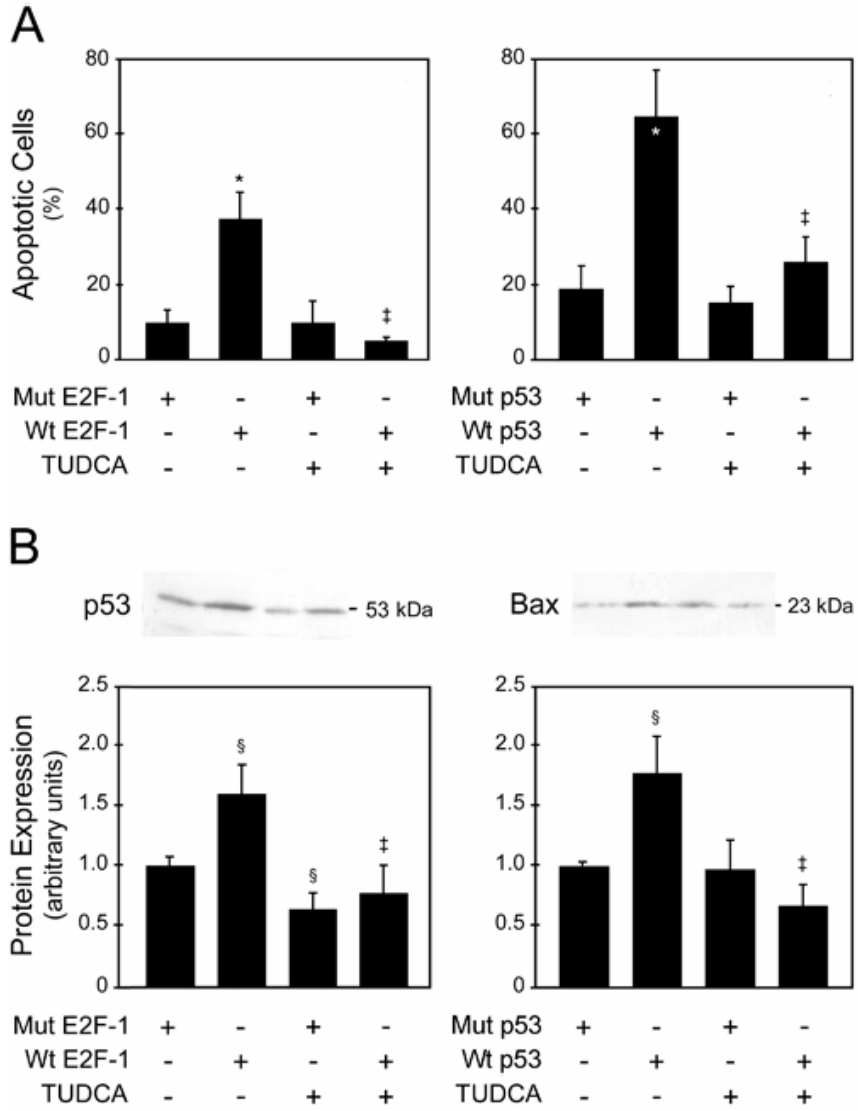 A
Apoptotic Cells
(%)
80
60
40
20
0
*
‡
Mut E2F-1 + - + -
Wt E2F-1 - + - +
TUDCA - - + +
80
60
40
20
0
*
‡
Mut p53 + - + -
Wt p53 - + - +
TUDCA - - + +
B
p53 - 53 kDa
Bax - 23 kDa
Protein Expression
(arbitrary units)
2.5
2.0
1.5
1.0
0.5
0
§
§
‡
Mut E2F-1 + - + -
Wt E2F-1 - + - +
TUDCA - - + +
2.5
2.0
1.5
1.0
0.5
0
§
‡
Mut p53 + - + -
Wt p53 - + - +
TUDCA - - + +